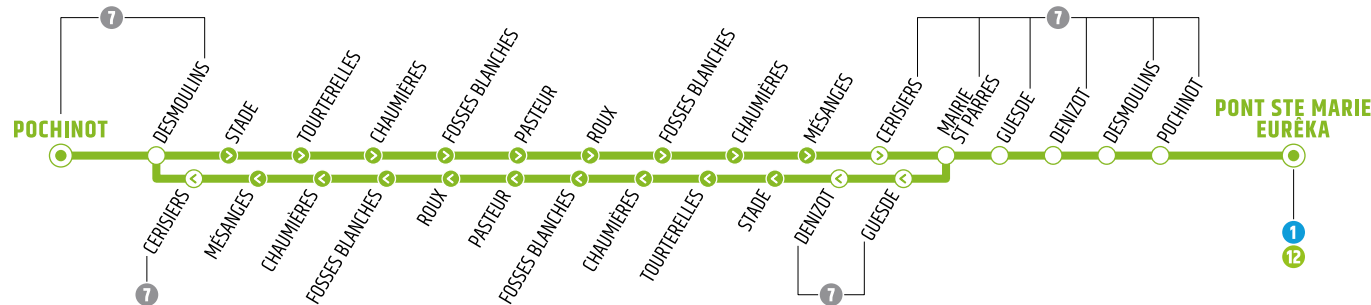 7
7
POCHINOT
DESMOULINS
STADE
TOURTERELLES
CHAUMIÈRES
FOSSES BLANCHES
PASTEUR
ROUX
FOSSES BLANCHES
CHAUMIÈRES
MÉSANGES
CERISIERS
MAIRIE
ST PARRES
GUESDE
DENIZOT
DESMOULINS
POCHINOT
PONT STE MARIE
EURÊKA
CERISIERS
MÉSANGES
CHAUMIÈRES
FOSSES BLANCHES
ROUX
PASTEUR
FOSSES BLANCHES
CHAUMIÈRES
TOURTERELLES
STADE
DENIZOT
GUESDE
1
12
7
7